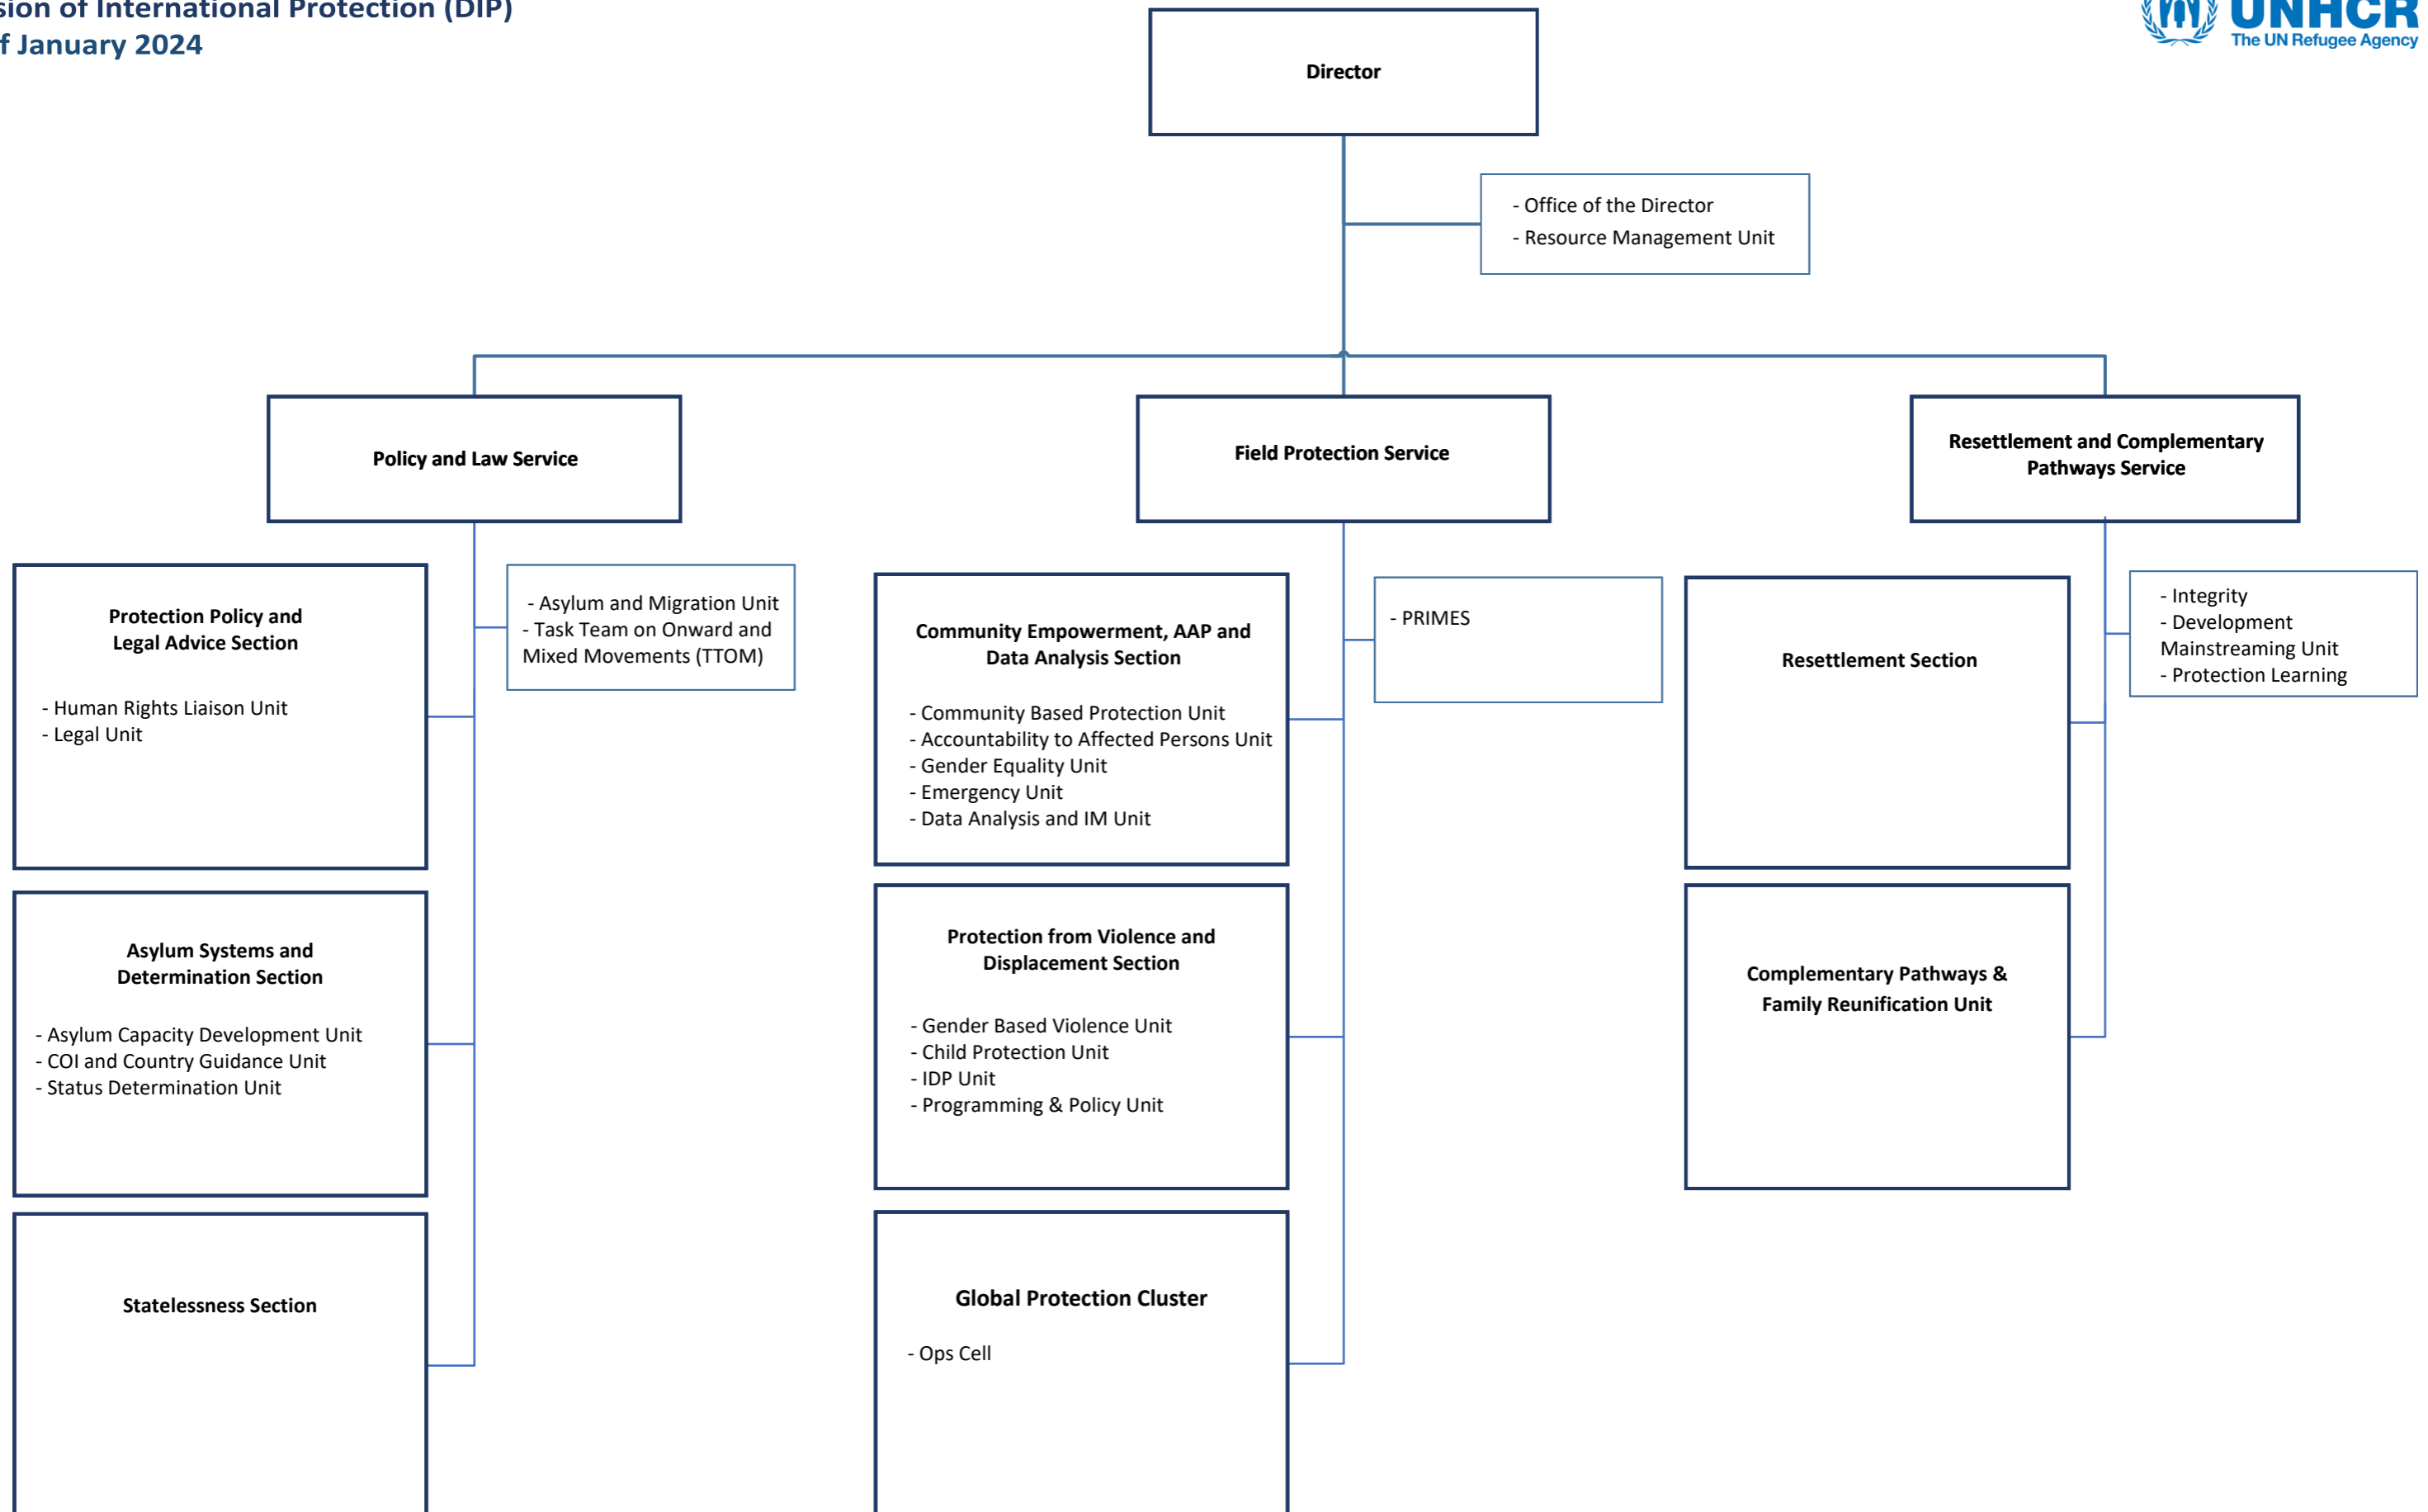 sion of International Protection (DIP)
f January 2024
UNHCR
The UN Refugee Agency
Director
- Office of the Director
- Resource Management Unit
Policy and Law Service
Field Protection Service
Resettlement and Complementary
Pathways Service
Protection Policy and
Legal Advice Section
- Human Rights Liaison Unit
- Legal Unit
- Asylum and Migration Unit
- Task Team on Onward and
Mixed Movements (TTOM)
Asylum Systems and
Determination Section
- Asylum Capacity Development Unit
- COI and Country Guidance Unit
- Status Determination Unit
Statelessness Section
Community Empowerment, AAP and
Data Analysis Section
- Community Based Protection Unit
- Accountability to Affected Persons Unit
- Gender Equality Unit
- Emergency Unit
- Data Analysis and IM Unit
- PRIMES
Protection from Violence and
Displacement Section
- Gender Based Violence Unit
- Child Protection Unit
- IDP Unit
- Programming & Policy Unit
Global Protection Cluster
- Ops Cell
Resettlement Section
- Integrity
- Development
Mainstreaming Unit
- Protection Learning
Complementary Pathways &
Family Reunification Unit